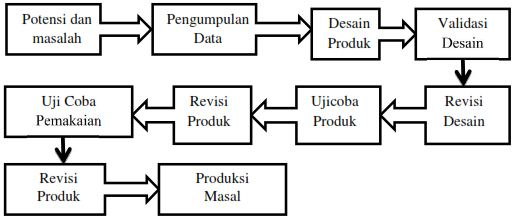 Potensi dan
masalah
Pengumpulan
Data
Desain
Produk
Validasi
Desain
Uji Coba
Pemakaian
Revisi
Produk
Ujicoba
Produk
Revisi
Desain
Revisi
Produk
Produksi
Masal